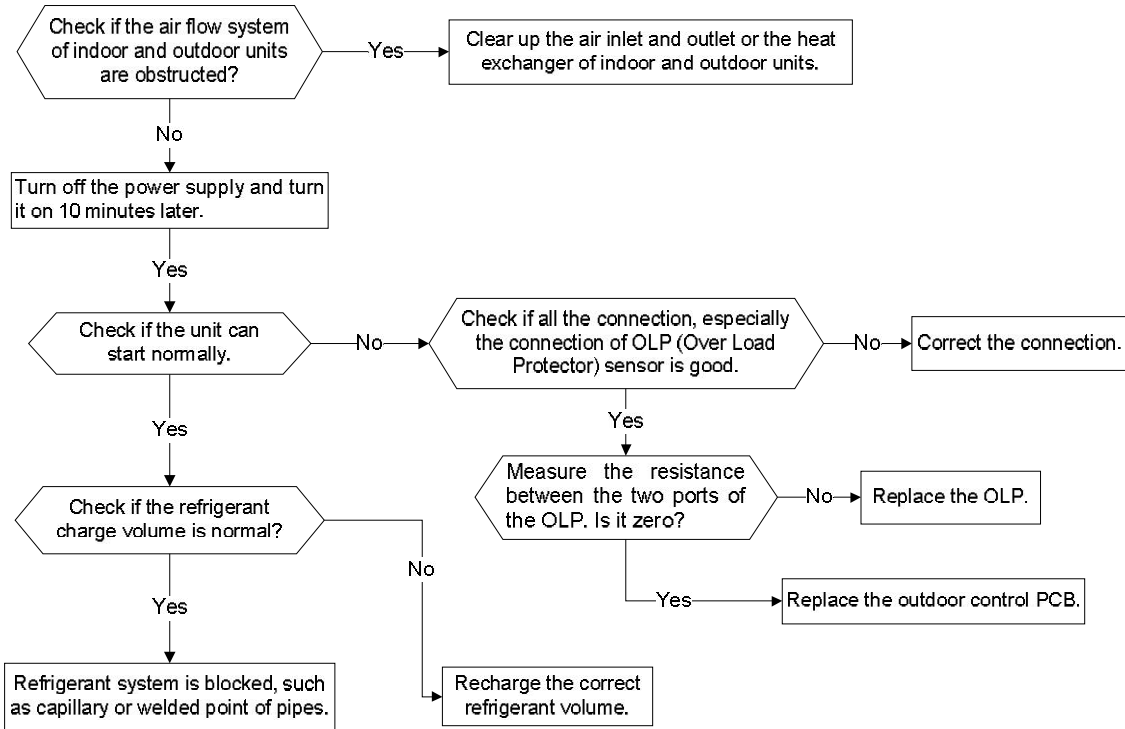 Check if the air flow system
of indoor and outdoor units
are obstructed?
Yes
Clear up the air inlet and outlet or the heat
exchanger of indoor and outdoor units.
No
Turn off the power supply and turn
it on 10 minutes later.
Yes
Check if the unit can
start normally.
No
Check if all the connection, especially
the connection of OLP (Over Load
Protector) sensor is good.
No
Correct the connection.
Yes
Yes
Measure the resistance
between the two ports of
the OLP. Is it zero?
No
Replace the OLP.
Check if the refrigerant
charge volume is normal?
No
Yes
Replace the outdoor control PCB.
Yes
Refrigerant system is blocked, such
as capillary or welded point of pipes.
Recharge the correct
refrigerant volume.